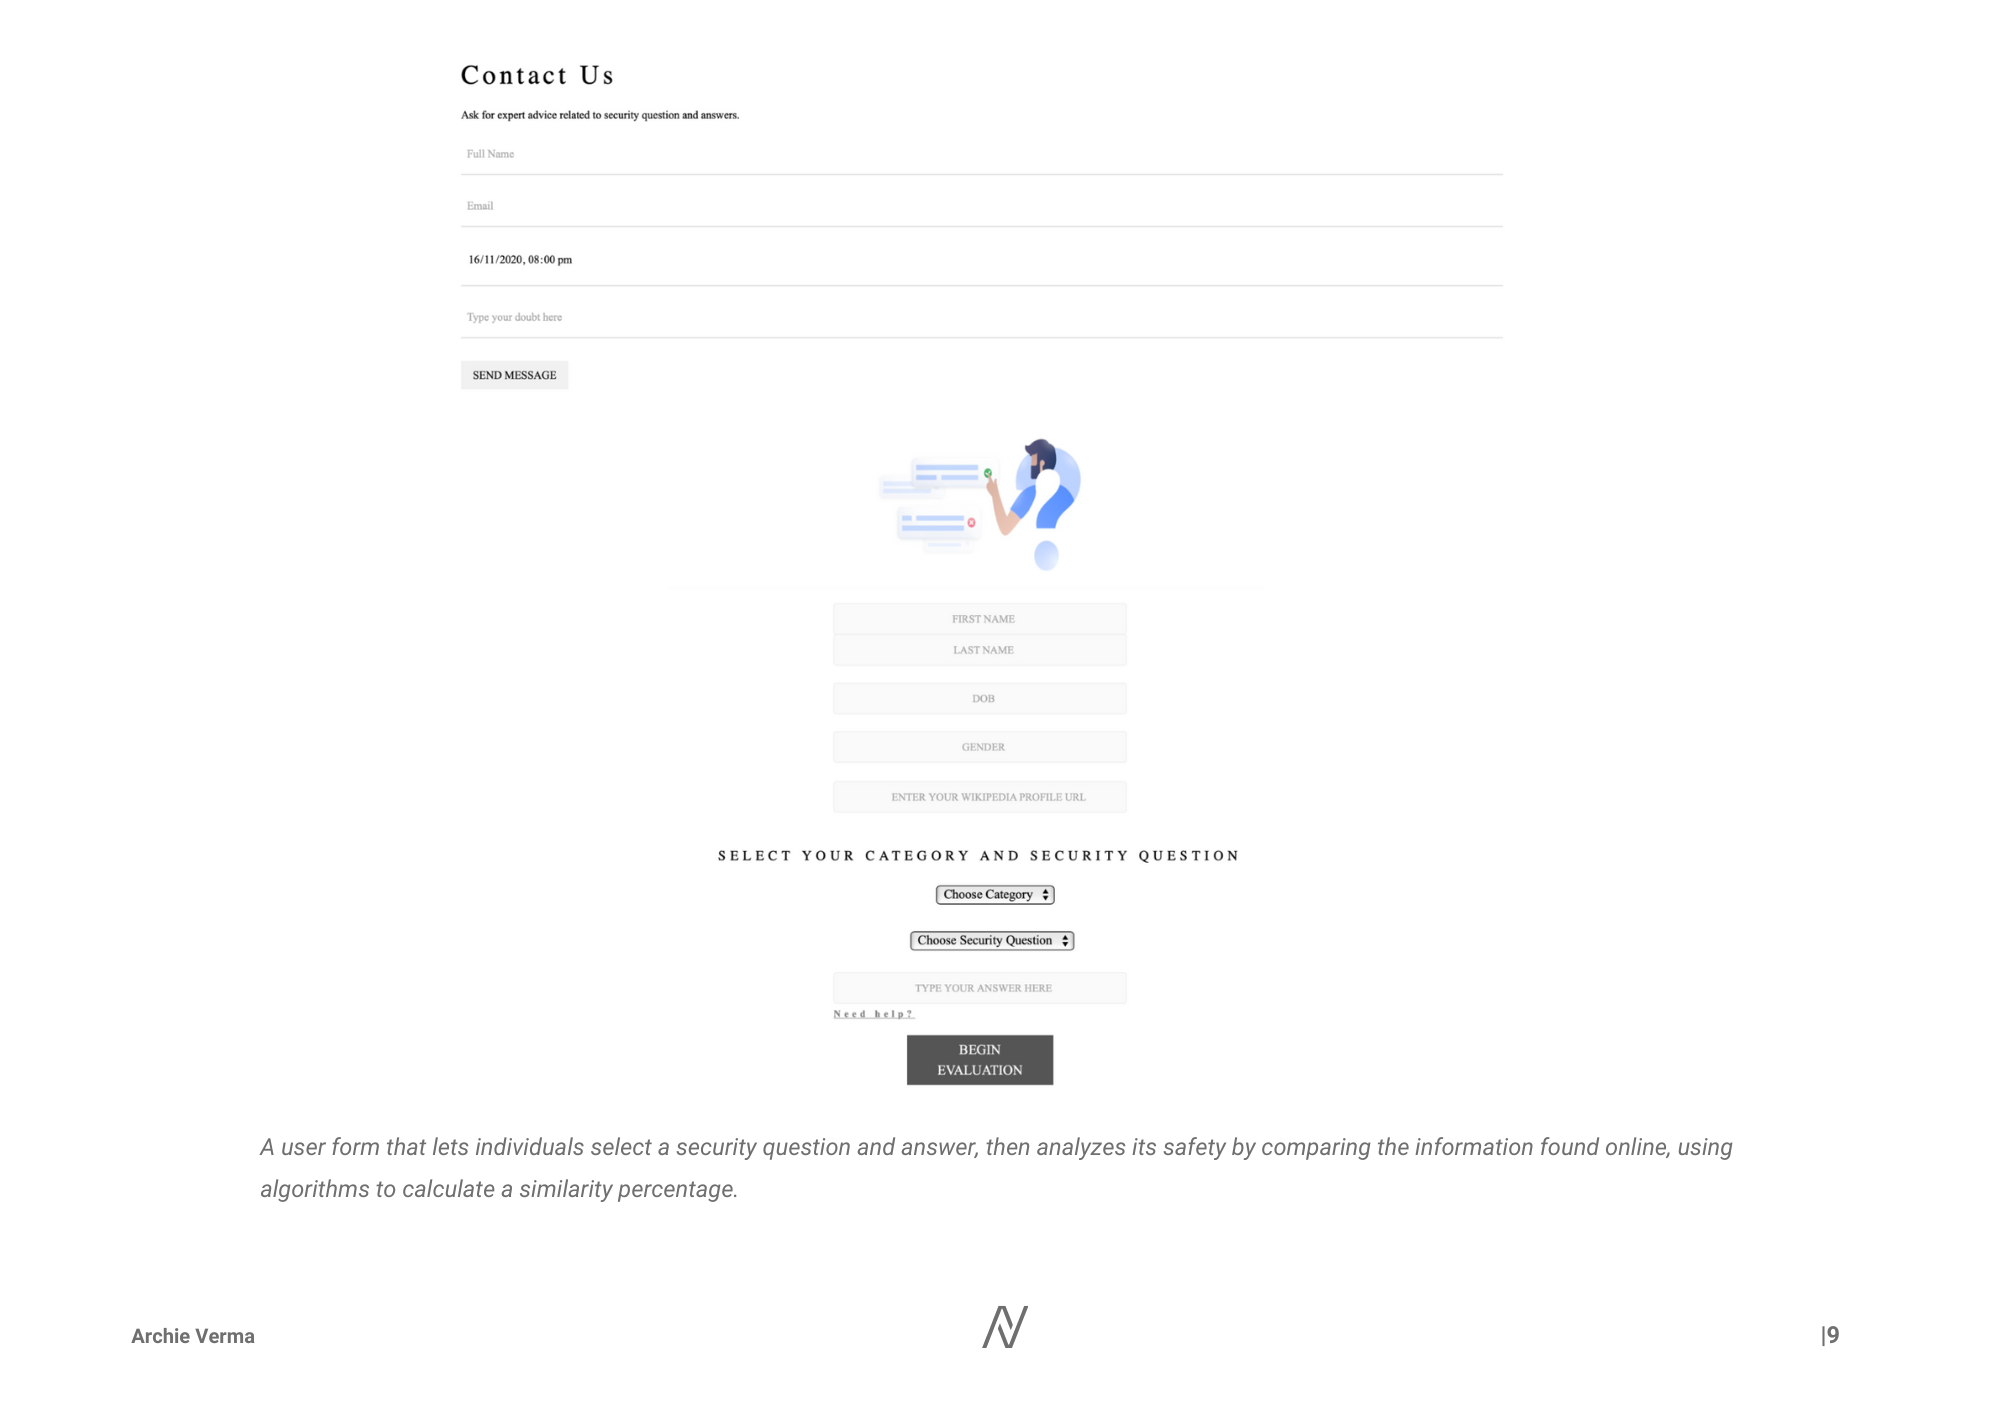 Contact Us
Ask for expert advice related to security question and answers.
Full Name
Email
16/11/2020, 08:00 pm
Type your doubt here
SEND MESSAGE
FIRST NAME
LAST NAME
DOB
GENDER
ENTER YOUR WIKIPEDIA PROFILE URL
SELECT YOUR CATEGORY AND SECURITY QUESTION
Choose Category
Choose Security Question
TYPE YOUR ANSWER HERE
Need help?
BEGIN
EVALUATION
A user form that lets individuals select a security question and answer, then analyzes its safety by comparing the information found online, using
algorithms to calculate a similarity percentage.
Archie Verma
|9